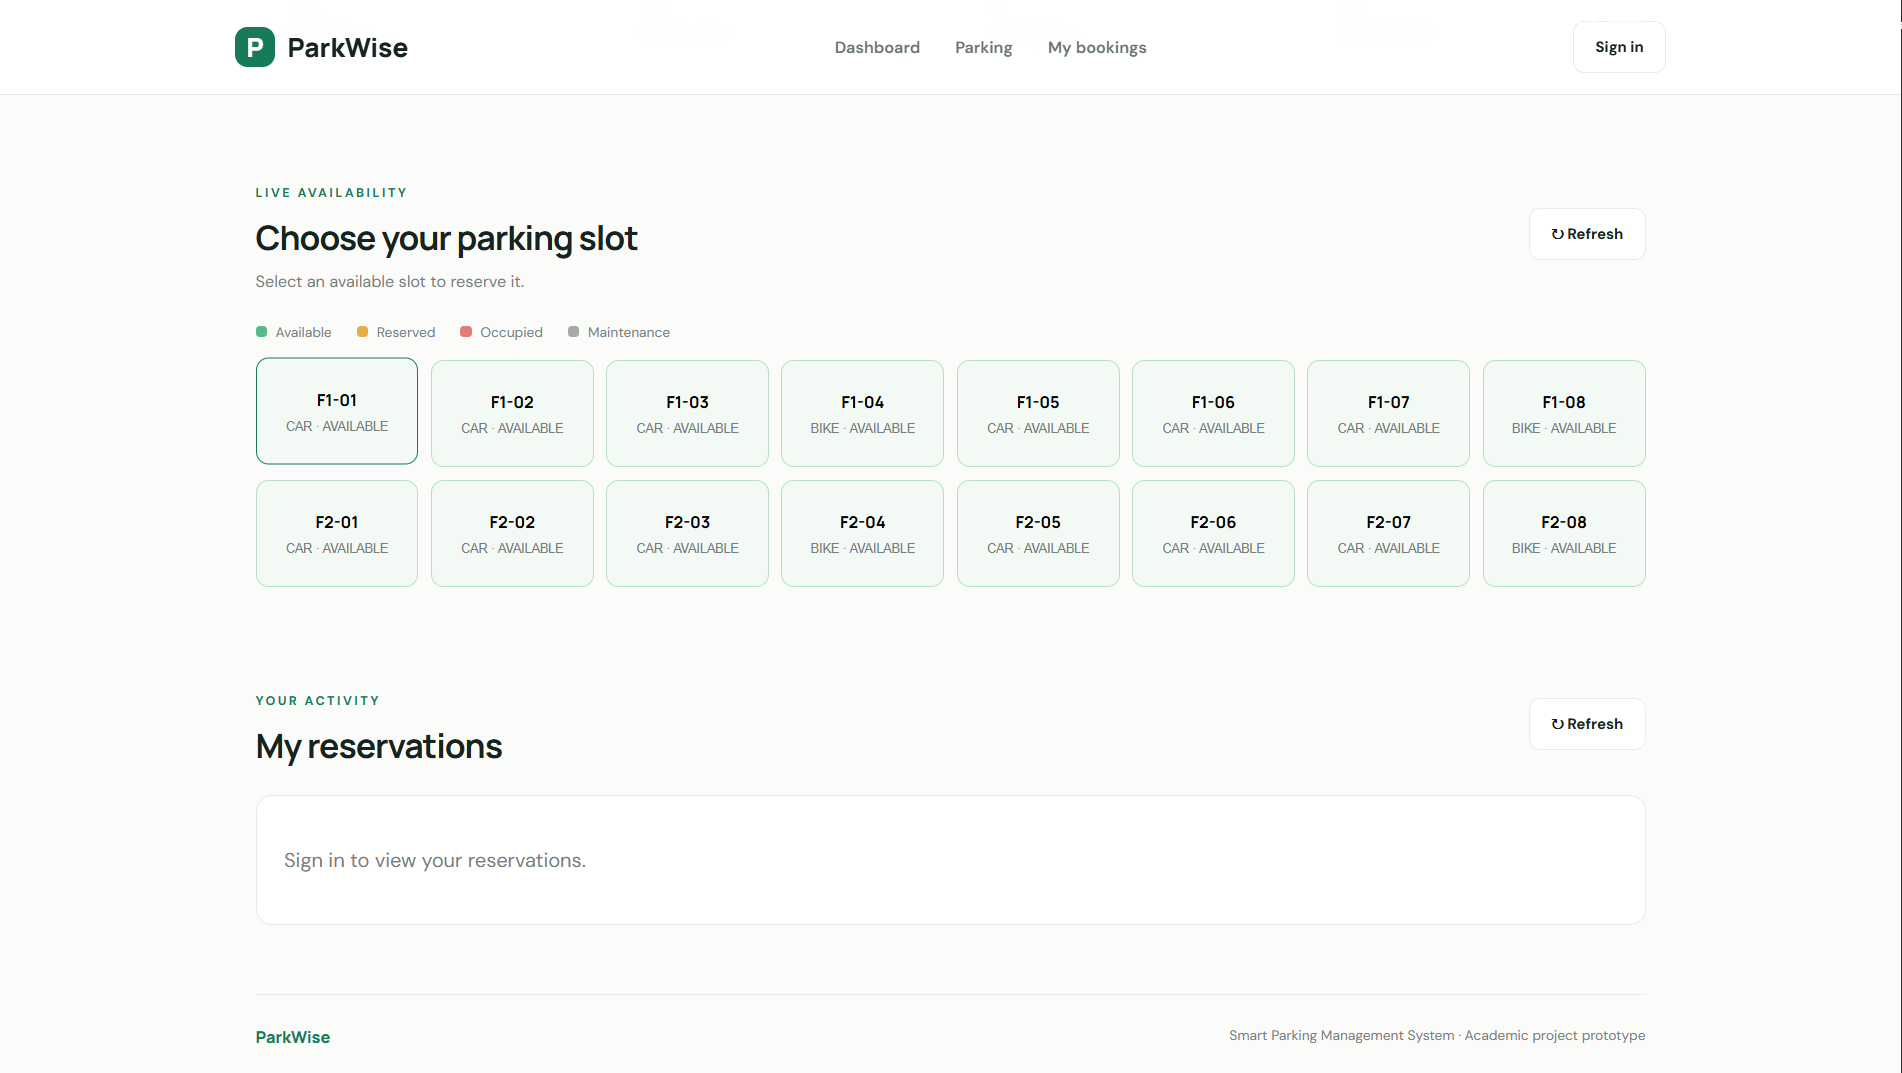 P ParkWise
Dashboard Parking My bookings
Sign in
LIVE AVAILABILITY
Choose your parking slot
Select an available slot to reserve it.
↻ Refresh
Available Reserved Occupied Maintenance
F1-01 F1-02 F1-03 F1-04 F1-05 F1-06 F1-07 F1-08
CAR · AVAILABLE CAR · AVAILABLE CAR · AVAILABLE BIKE · AVAILABLE CAR · AVAILABLE CAR · AVAILABLE CAR · AVAILABLE BIKE · AVAILABLE
F2-01 F2-02 F2-03 F2-04 F2-05 F2-06 F2-07 F2-08
CAR · AVAILABLE CAR · AVAILABLE CAR · AVAILABLE BIKE · AVAILABLE CAR · AVAILABLE CAR · AVAILABLE CAR · AVAILABLE BIKE · AVAILABLE
YOUR ACTIVITY
My reservations
↻ Refresh
Sign in to view your reservations.
ParkWise
Smart Parking Management System · Academic project prototype